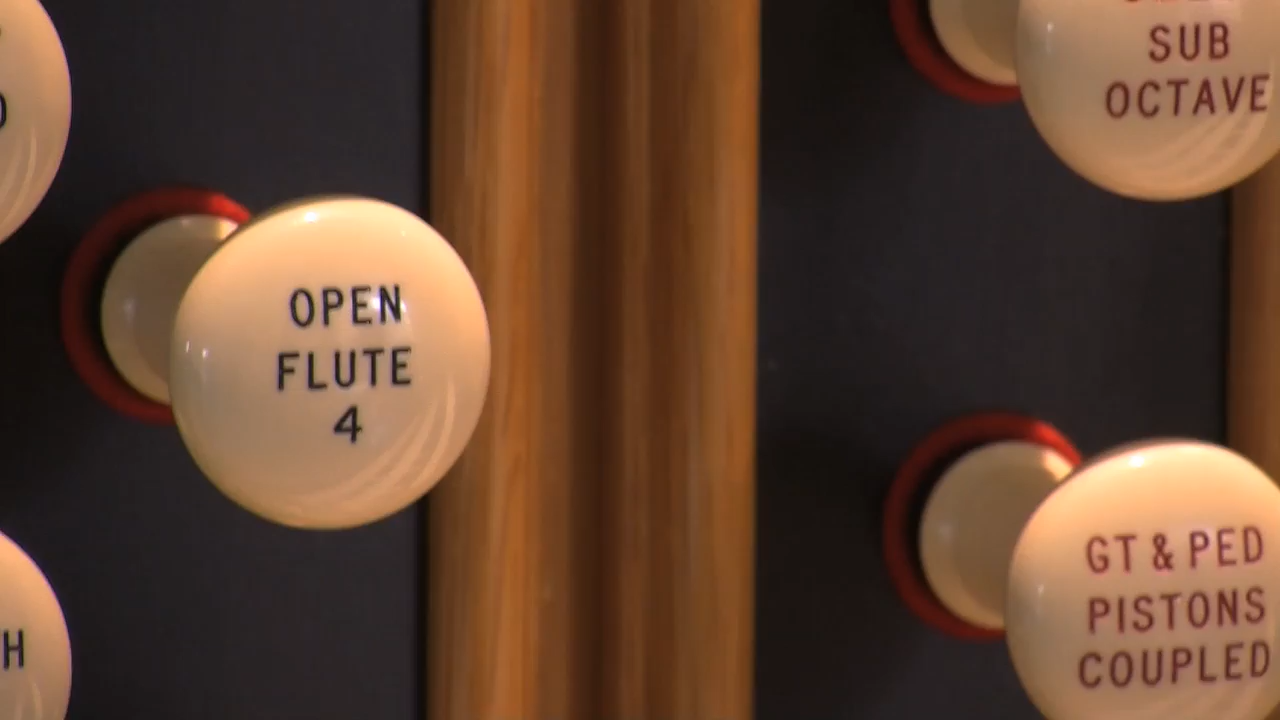 OPEN
FLUTE
4
SUB
OCTAVE
GT & PED
PISTONS
COUPLED
H